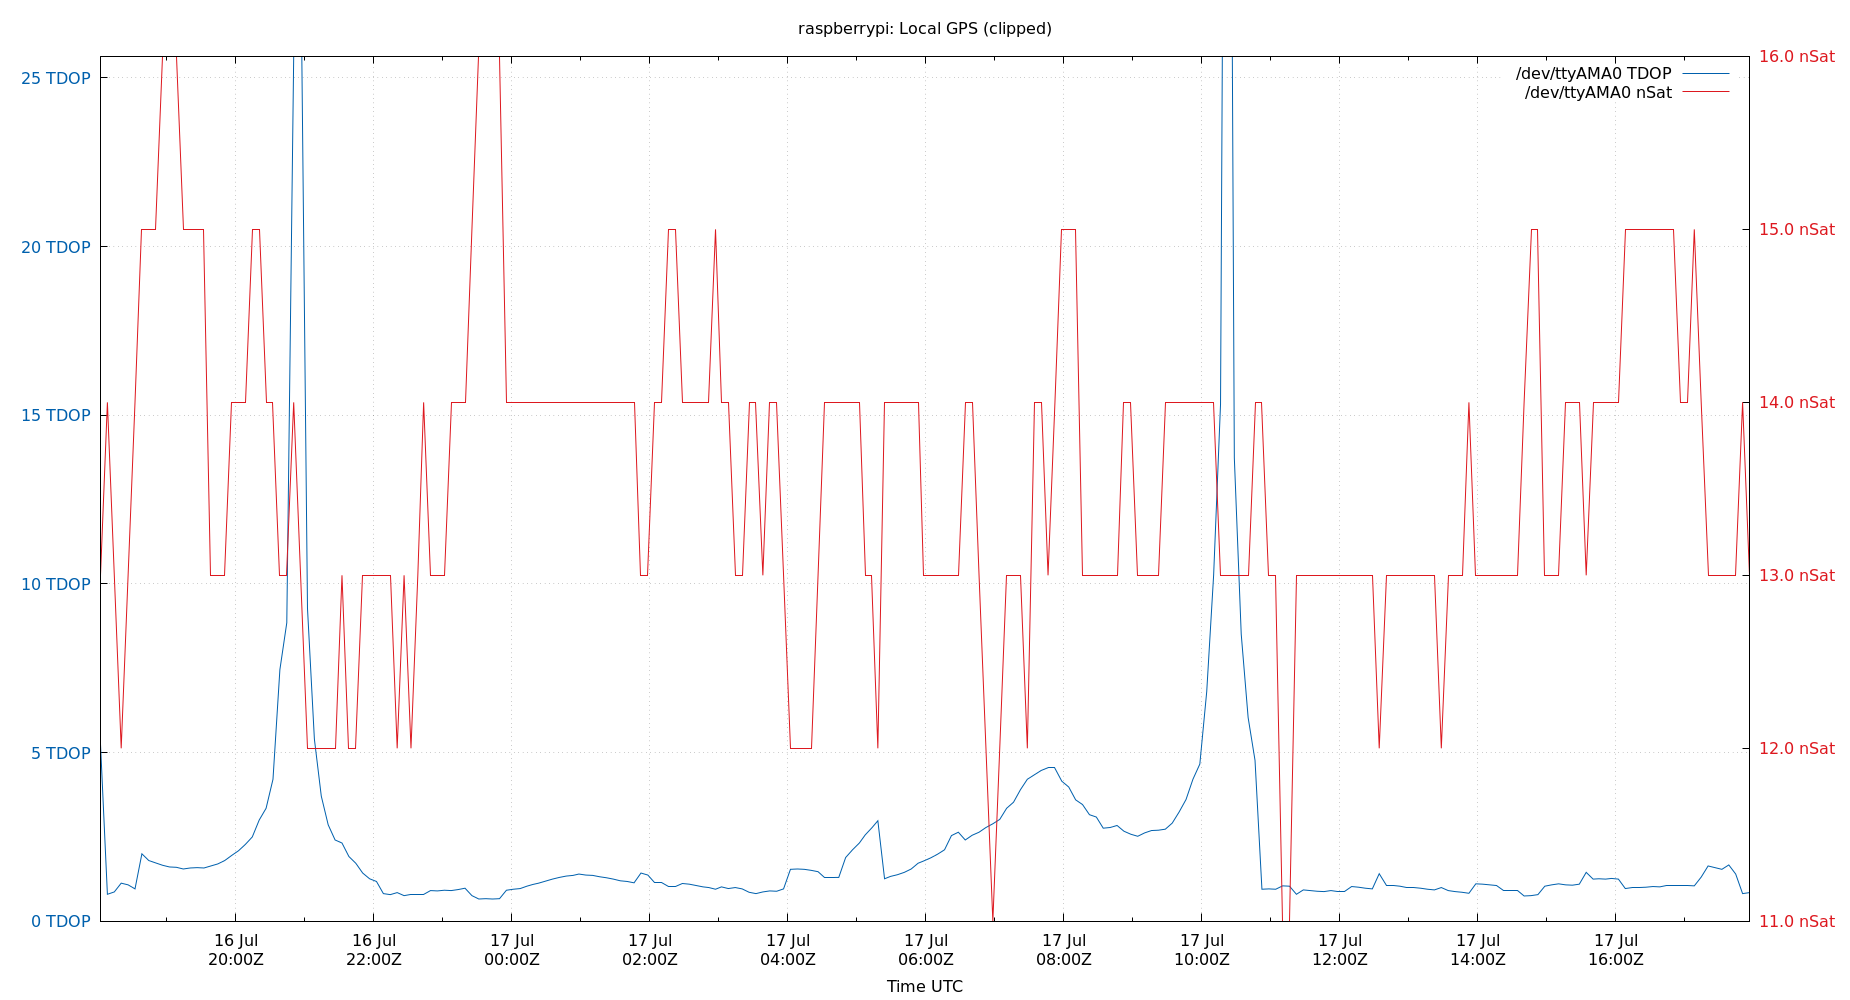 raspberrypi: Local GPS (clipped)
25 TDOP
20 TDOP
15 TDOP
10 TDOP
5 TDOP
0 TDOP
/dev/ttyAMA0 TDOP
/dev/ttyAMA0 nSat
16.0 nSat
15.0 nSat
14.0 nSat
13.0 nSat
12.0 nSat
11.0 nSat
16 Jul
20:00Z
16 Jul
22:00Z
17 Jul
00:00Z
17 Jul
02:00Z
17 Jul
04:00Z
17 Jul
06:00Z
17 Jul
08:00Z
17 Jul
10:00Z
17 Jul
12:00Z
17 Jul
14:00Z
17 Jul
16:00Z
Time UTC